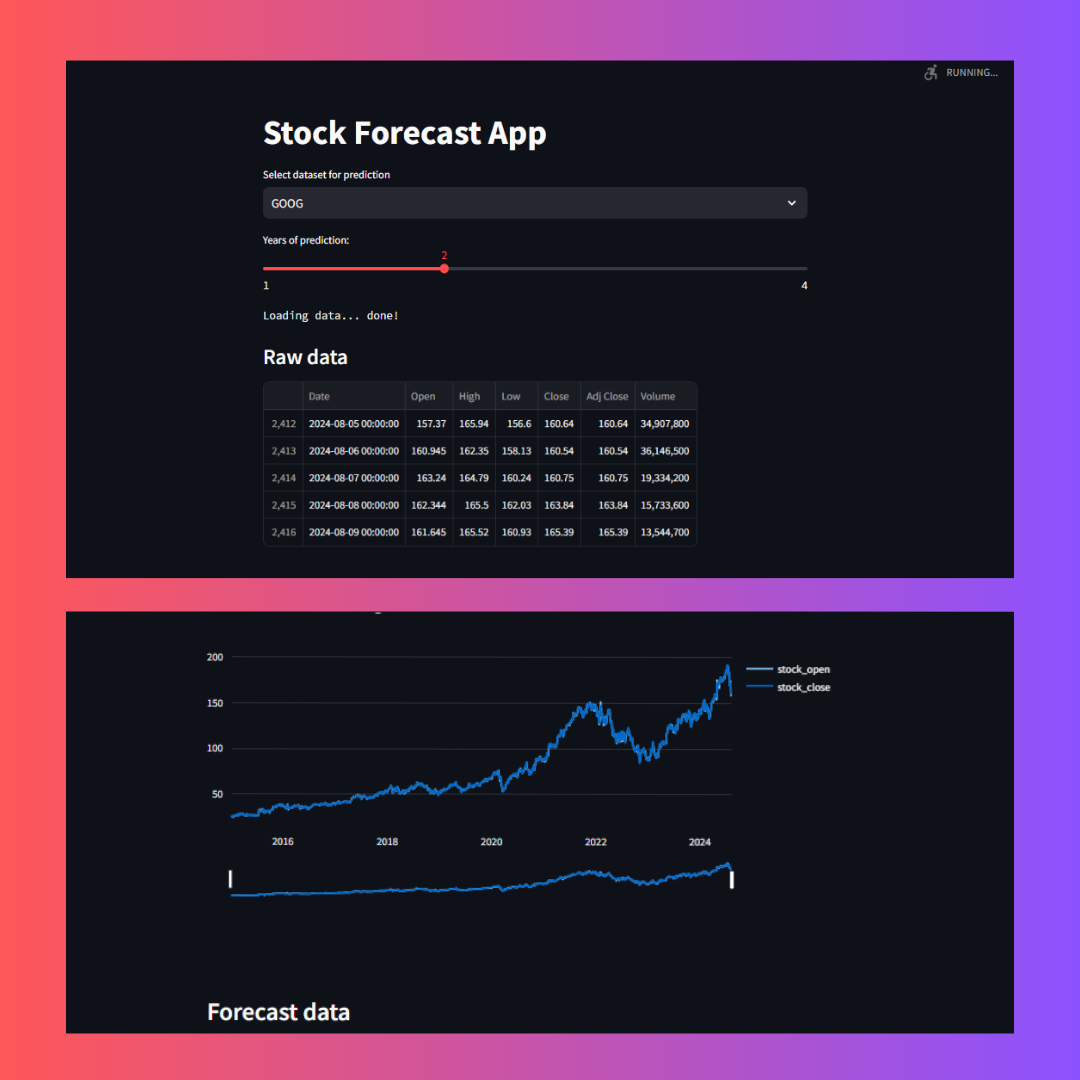 RUNNING...
Stock Forecast App
Select dataset for prediction
GOOG
Years of prediction:
2
1 4
Loading data... done!
Raw data
Date Open High Low Close Adj Close Volume
2,412 2024-08-05 00:00:00 157.37 165.94 156.6 160.64 160.64 34,907,800
2,413 2024-08-06 00:00:00 160.945 162.35 158.13 160.54 160.54 36,146,500
2,414 2024-08-07 00:00:00 163.24 164.79 160.24 160.75 160.75 19,334,200
2,415 2024-08-08 00:00:00 162.344 165.5 162.03 163.84 163.84 15,733,600
2,416 2024-08-09 00:00:00 161.645 165.52 160.93 165.39 165.39 13,544,700
200
stock_open
stock_close
150
100
50
2016 2018 2020 2022 2024
Forecast data